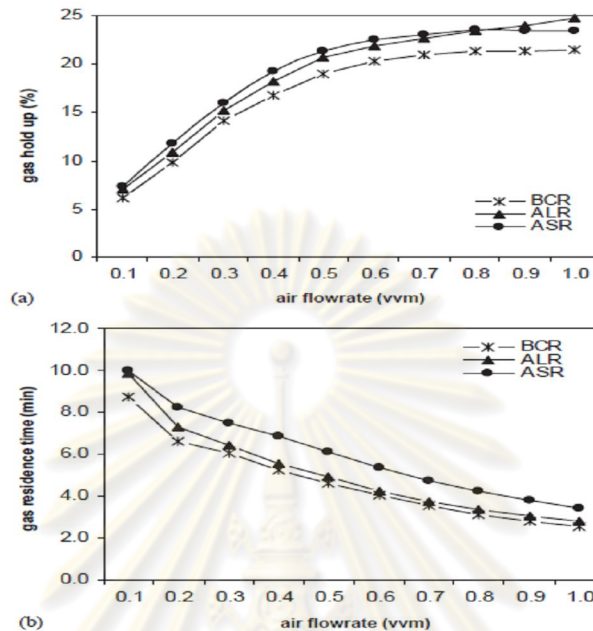 25
20
15
10
5
0
gas hold up (%)
BCR
ALR
ASR
0.1 0.2 0.3 0.4 0.5 0.6 0.7 0.8 0.9 1.0
(a)
air flowrate (vvm)
12.0
10.0
8.0
6.0
4.0
2.0
0.0
gas residence time (min)
BCR
ALR
ASR
0.1 0.2 0.3 0.4 0.5 0.6 0.7 0.8 0.9 1.0
(b)
air flowrate (vvm)